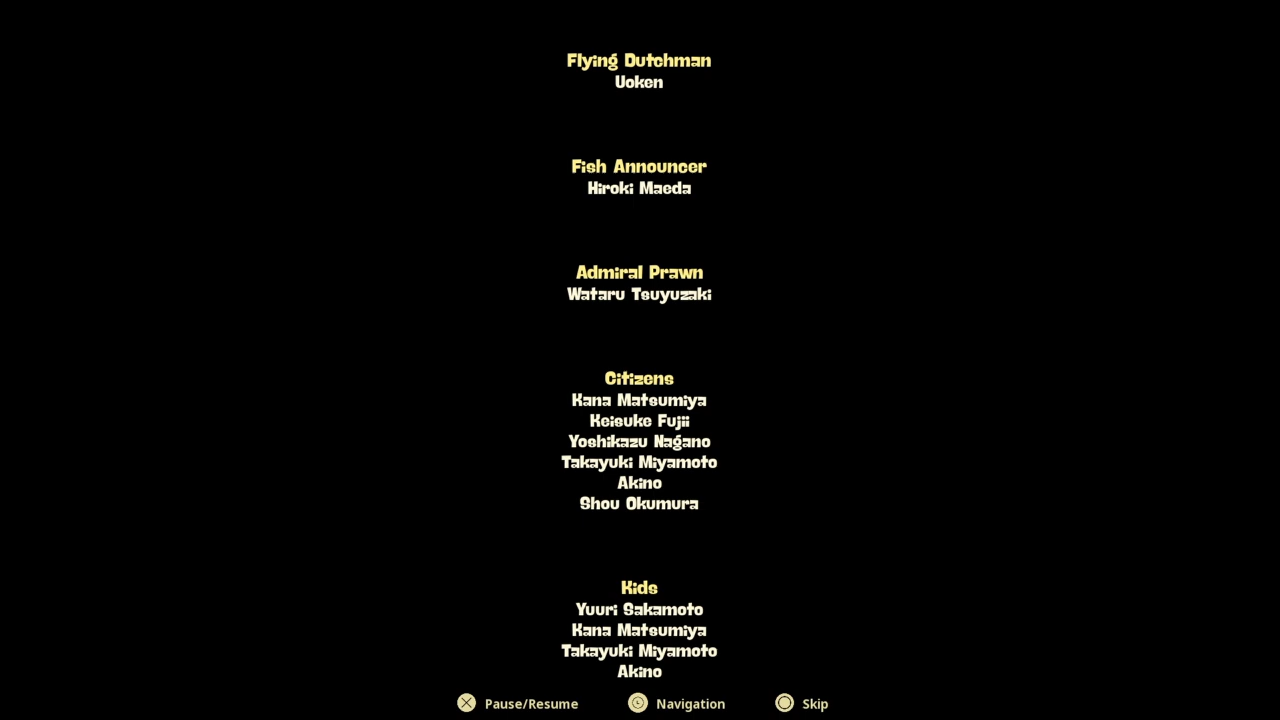 Flying Dutchman
Uoken
Fish Announcer
Hiroki Maeda
Admiral Prawn
Wataru Tsuyuzaki
Citizens
Kana Matsumiya
Keisuke Fujii
Yoshikazu Nagano
Takayuki Miyamoto
Akino
Shou Okumura
Kids
Yuuri Sakamoto
Kana Matsumiya
Takayuki Miyamoto
Akino
Pause/Resume L Navigation Skip